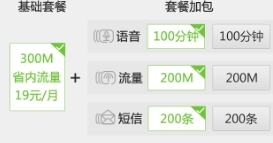 基础套餐 套餐加包
300M
省内流量
19元/月
+
语音 100分钟 100分钟
流量 200M 200M
短信 200条 200条